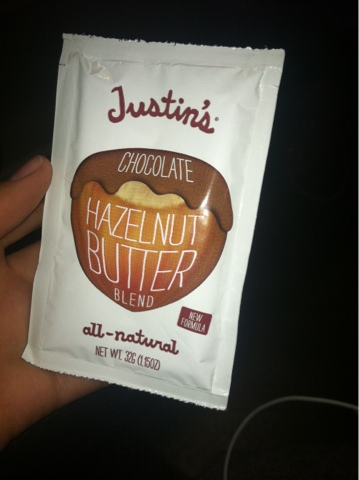 Justin's®
CHOCOLATE
HAZELNUT
BUTTER
BLEND
NEW
FORMULA
all-natural
NET WT. 32G (1.15OZ)